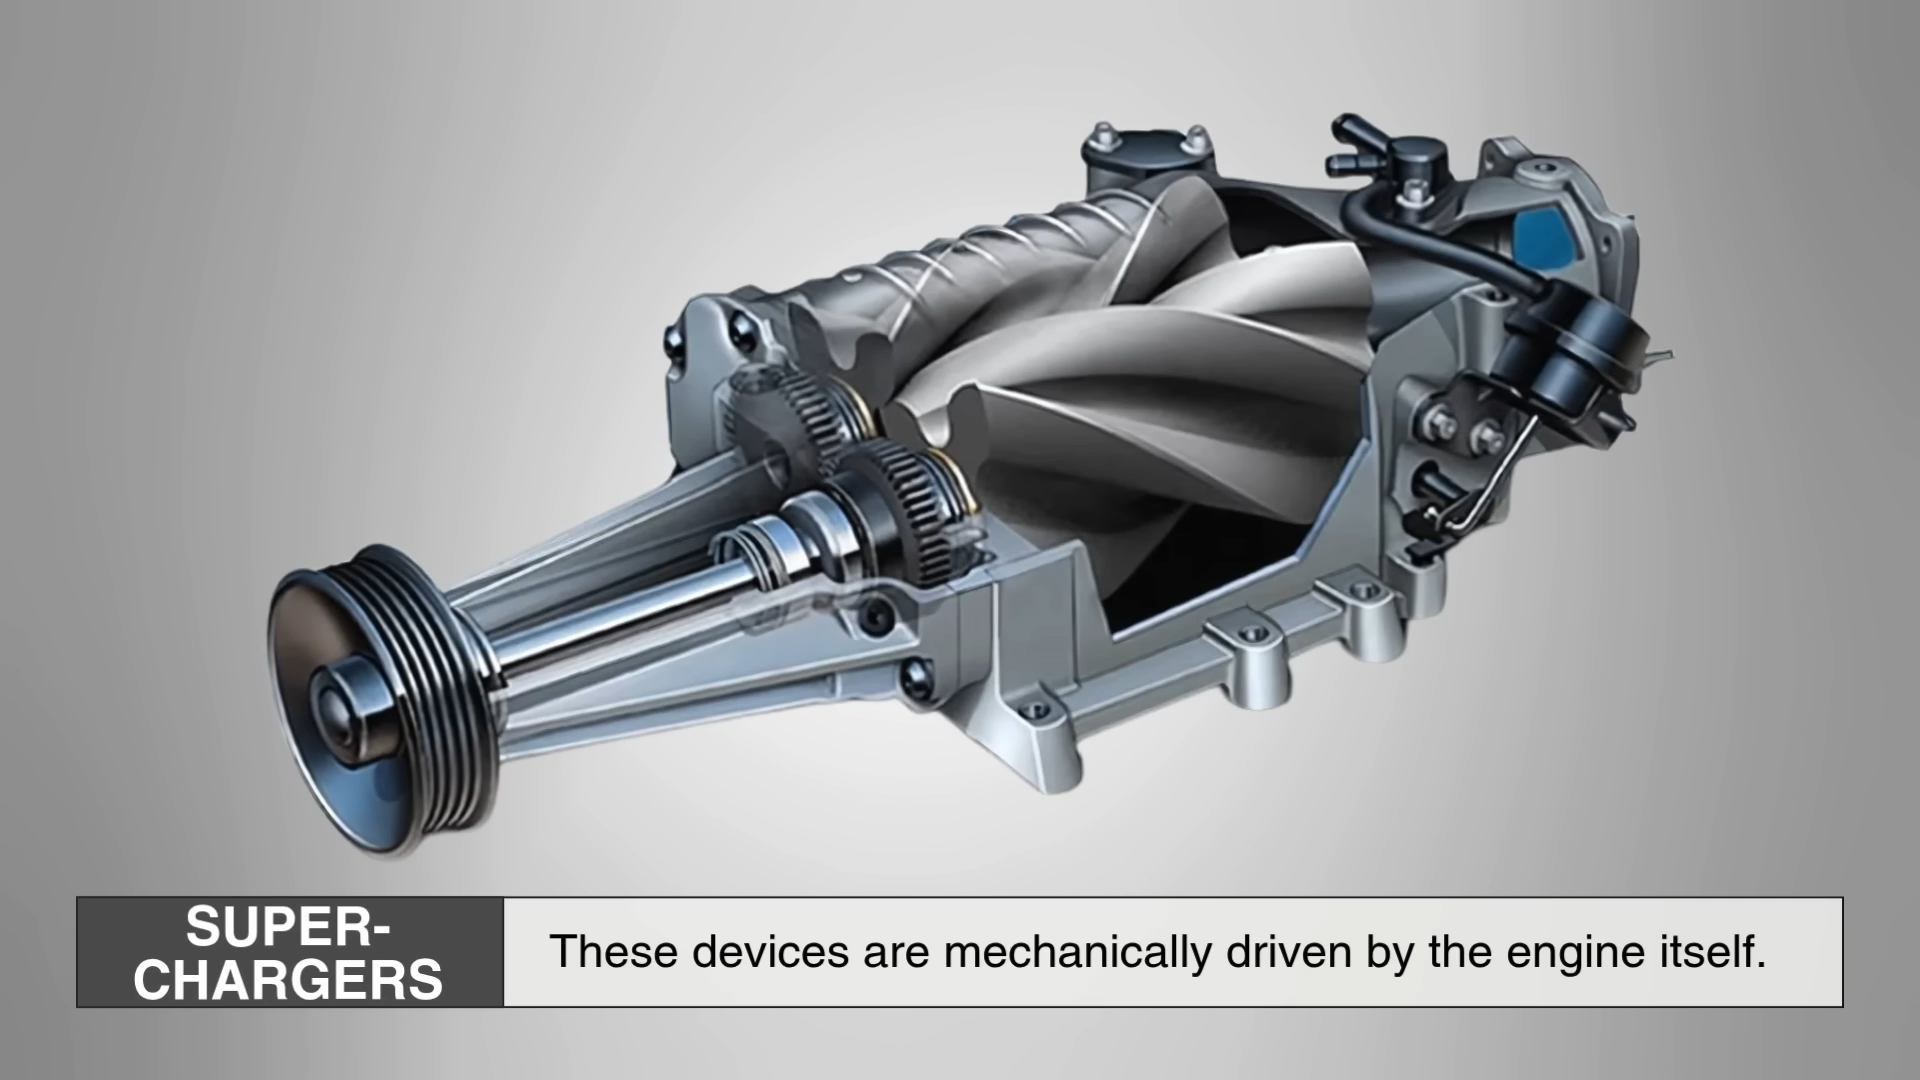 SUPER-
CHARGERS
These devices are mechanically driven by the engine itself.